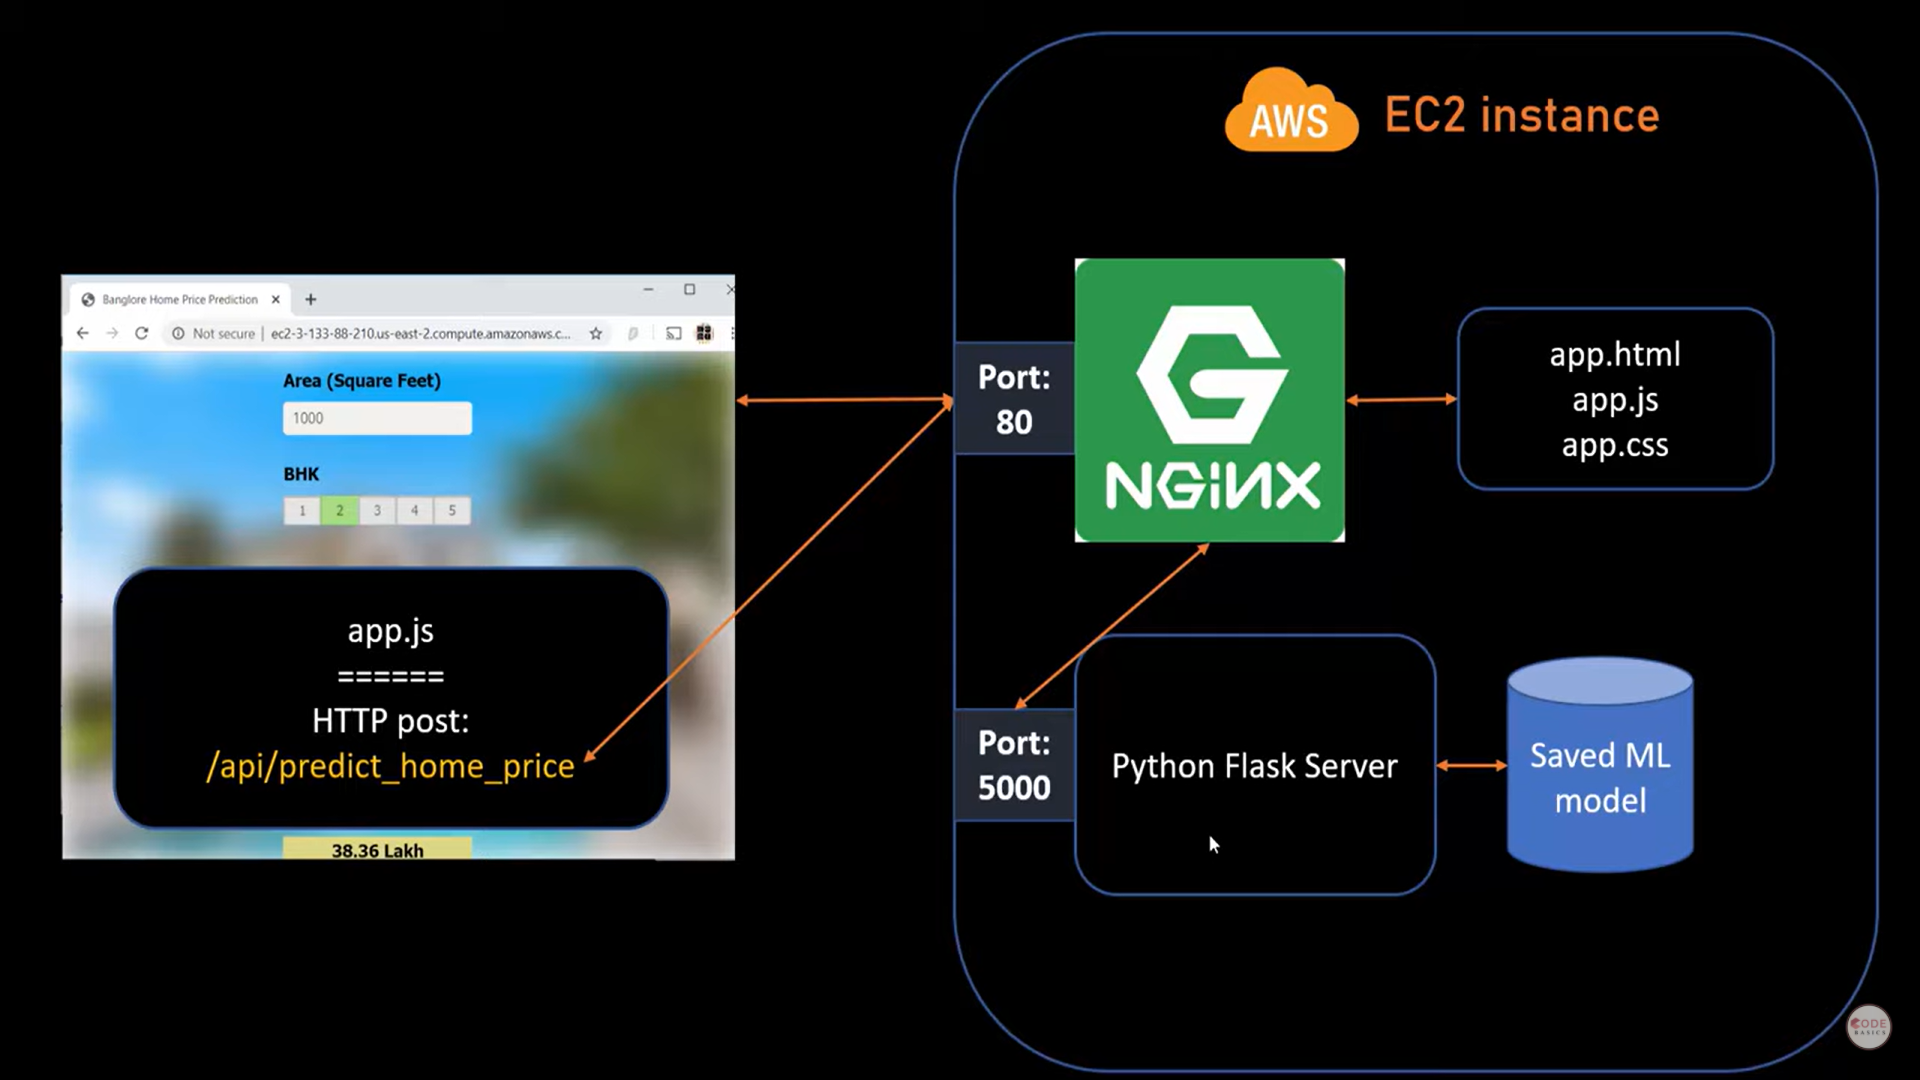 AWS EC2 instance
Banglore Home Price Prediction
Not secure | ec2-3-133-88-210.us-east-2.compute.amazonaws.c...
Area (Square Feet)
1000
BHK
1 2 3 4 5
app.js
======
HTTP post:
/api/predict_home_price
38.36 Lakh
Port:
80
NGiNX
app.html
app.js
app.css
Port:
5000
Python Flask Server
Saved ML
model
CODE
BASICS